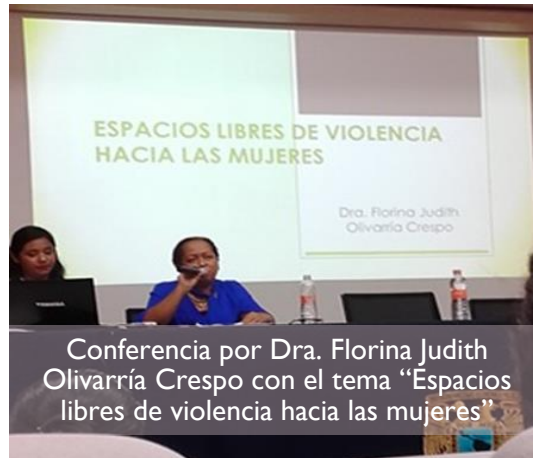 ESPACIOS LIBRES DE VIOLENCIA
HACIA LAS MUJERES
Dra. Florina Judith
Olivarría Crespo
TOSHIBA
Conferencia por Dra. Florina Judith
Olivarría Crespo con el tema “Espacios
libres de violencia hacia las mujeres”